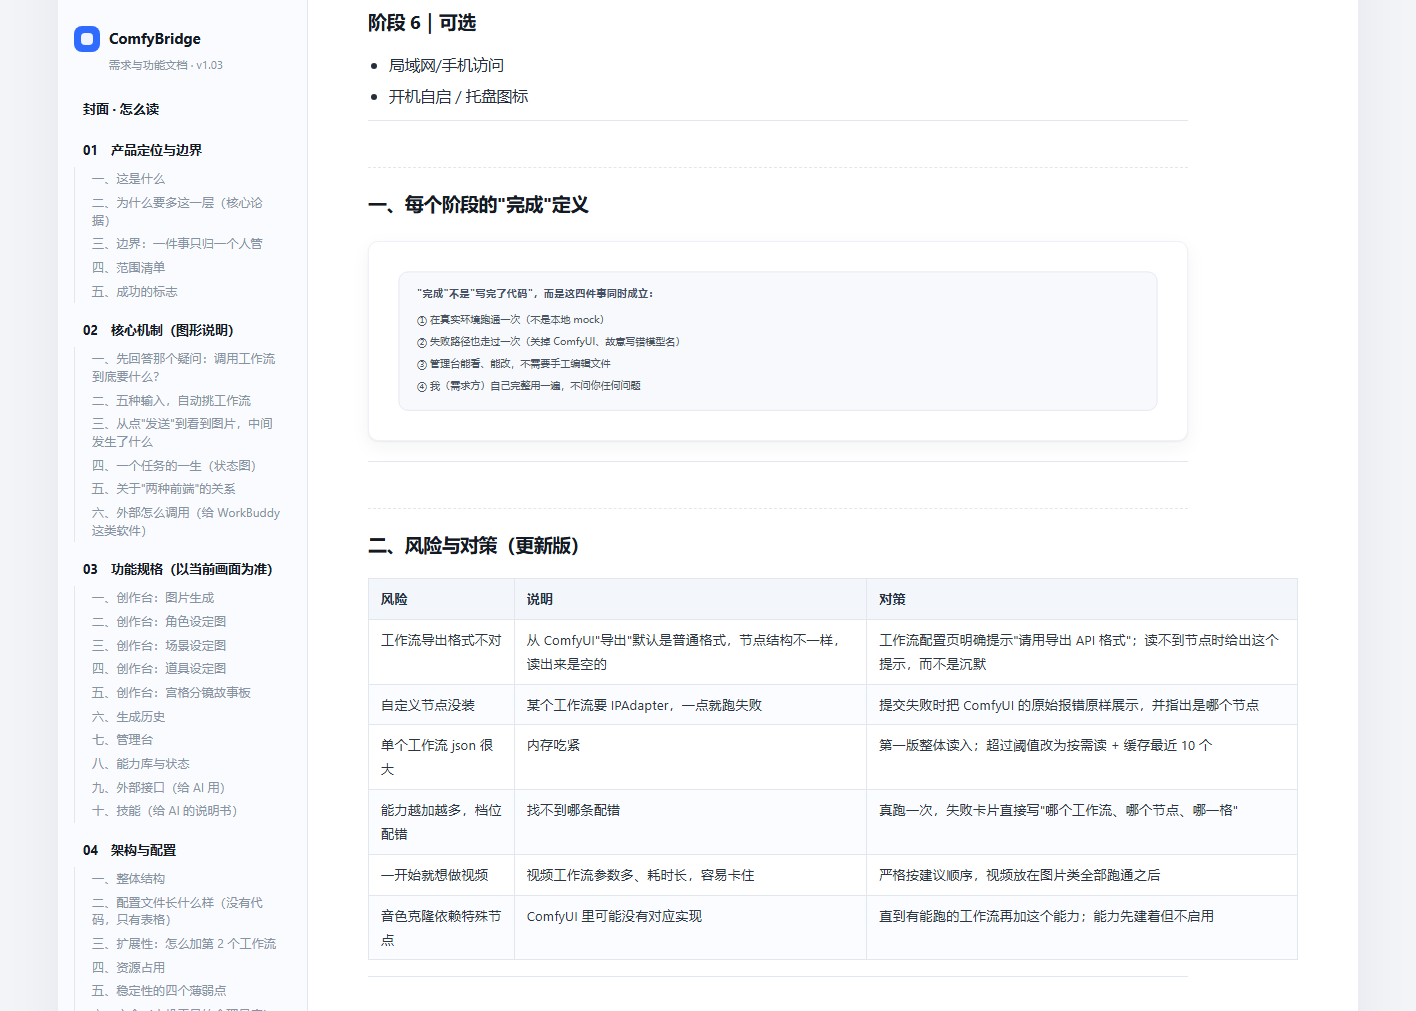 ComfyBridge
需求与功能文档 · v1.03
封面 · 怎么读
01 产品定位与边界
一、这是什么
二、为什么要多这一层（核心论
据）
三、边界：一件事只归一个人管
四、范围清单
五、成功的标志
02 核心机制（图形说明）
一、先回答那个疑问：调用工作流
到底要什么？
二、五种输入，自动挑工作流
三、从点"发送"到看到图片，中间
发生了什么
四、一个任务的一生（状态图）
五、关于"两种前端"的关系
六、外部怎么调用（给 WorkBuddy
这类软件）
03 功能规格（以当前画面为准）
一、创作台：图片生成
二、创作台：角色设定图
三、创作台：场景设定图
四、创作台：道具设定图
五、创作台：宫格分镜故事板
六、生成历史
七、管理台
八、能力库与状态
九、外部接口（给 AI 用）
十、技能（给 AI 的说明书）
04 架构与配置
一、整体结构
二、配置文件长什么样（没有代
码，只有表格）
三、扩展性：怎么加第 2 个工作流
四、资源占用
五、稳定性的四个薄弱点
阶段 6｜可选
• 局域网/手机访问
• 开机自启 / 托盘图标
一、每个阶段的"完成"定义
"完成"不是"写完了代码"，而是这四件事同时成立：
① 在真实环境跑通一次（不是本地 mock）
② 失败路径也走过一次（关掉 ComfyUI、故意写错模型名）
③ 管理台能看、能改，不需要手工编辑文件
④ 我（需求方）自己完整用一遍，不问你任何问题
二、风险与对策（更新版）
风险 说明 对策
工作流导出格式不对 从 ComfyUI"导出"默认是普通格式，节点结构不一样，
读出来是空的 工作流配置页明确提示"请用导出 API 格式"；读不到节点时给出这个
提示，而不是沉默
自定义节点没装 某个工作流要 IPAdapter，一点就跑失败 提交失败时把 ComfyUI 的原始报错原样展示，并指出是哪个节点
单个工作流 json 很
大 内存吃紧 第一版整体读入；超过阈值改为按需读 + 缓存最近 10 个
能力越加越多，档位
配错 找不到哪条配错 真跑一次，失败卡片直接写"哪个工作流、哪个节点、哪一格"
一开始就想做视频 视频工作流参数多、耗时长，容易卡住 严格按建议顺序，视频放在图片类全部跑通之后
音色克隆依赖特殊节
点 ComfyUI 里可能没有对应实现 直到有能跑的工作流再加这个能力；能力先建着但不启用